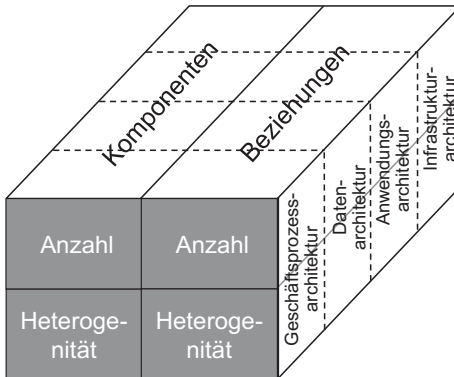 Komponenten
Beziehungen
Anzahl
Anzahl
Heteroge-
nität
Heteroge-
nität
Geschäftsprozess-
architektur
Daten-
architektur
Anwendungs-
architektur
Infrastruktur-
architektur